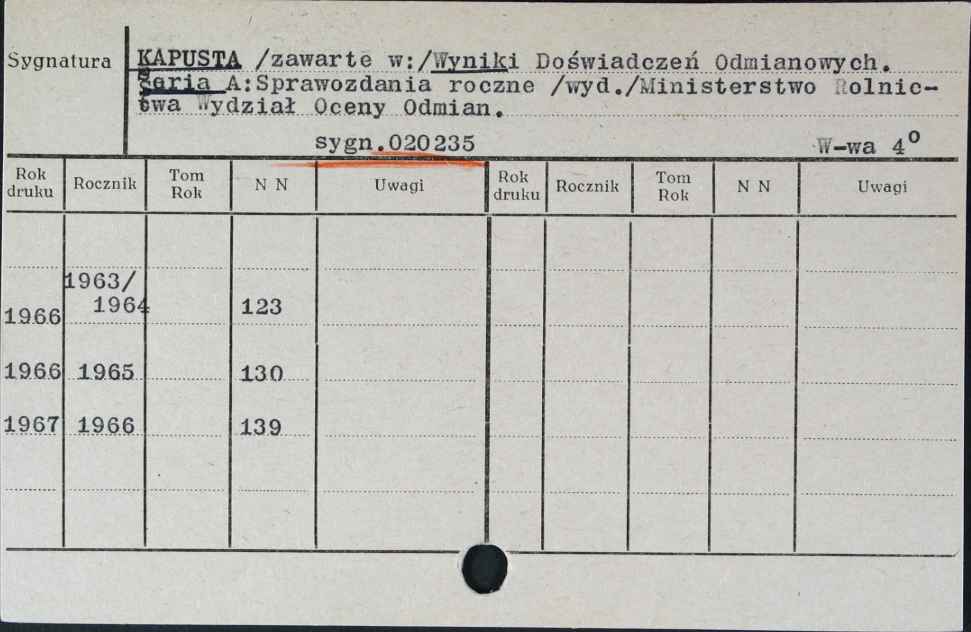 Sygnatura
KAPUSTA /zawarte w:/Wyniki Doświadczeń Odmianowych.
Seria A:Sprawozdania roczne /wyd./Ministerstwo Rolnic-
twa Wydział Oceny Odmian.
sygn.020235 W-wa 4°
Rok druku Rocznik Tom Rok N N Uwagi Rok druku Rocznik Tom Rok N N Uwagi
1963/
1966 1964 123
1966 1965 130
1967 1966 139